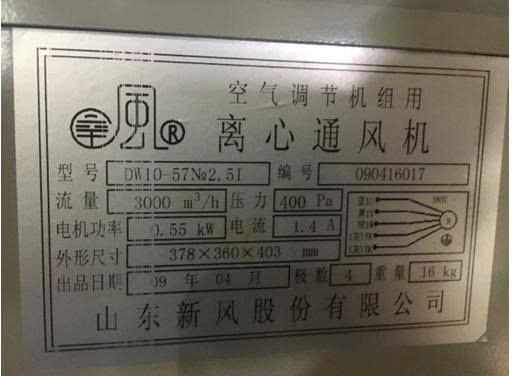 空气调节机组用
章 风 ®
离心通风机
型号 DW10-57№2.5I 编号 090416017
流量 3000 m³/h 压力 400 Pa
电机功率 0.55 kW 电流 1.4 A
外形尺寸 378×360×403 mm
出品日期 09 年 04 月 极数 4 重量 16 kg
380V
M
山东新风股份有限公司